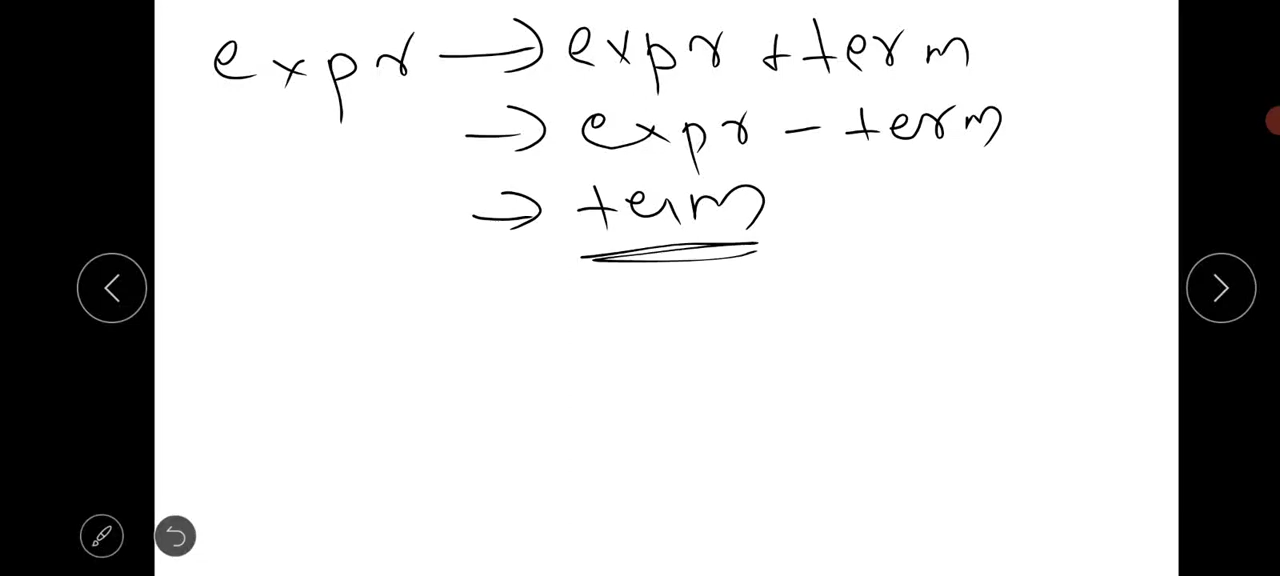 expr → expr + term
→ expr - term
→ term